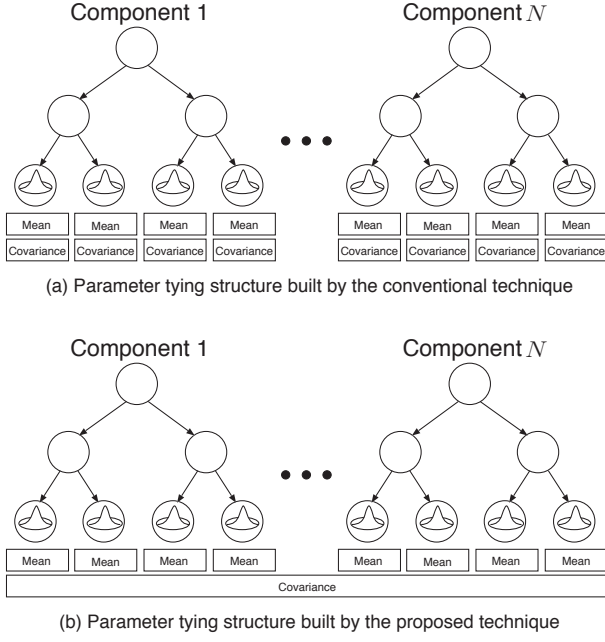 Component 1 Component N
Mean Mean Mean Mean Mean Mean Mean Mean
Covariance Covariance Covariance Covariance Covariance Covariance Covariance Covariance
(a) Parameter tying structure built by the conventional technique
Component 1 Component N
Mean Mean Mean Mean Mean Mean Mean Mean
Covariance
(b) Parameter tying structure built by the proposed technique